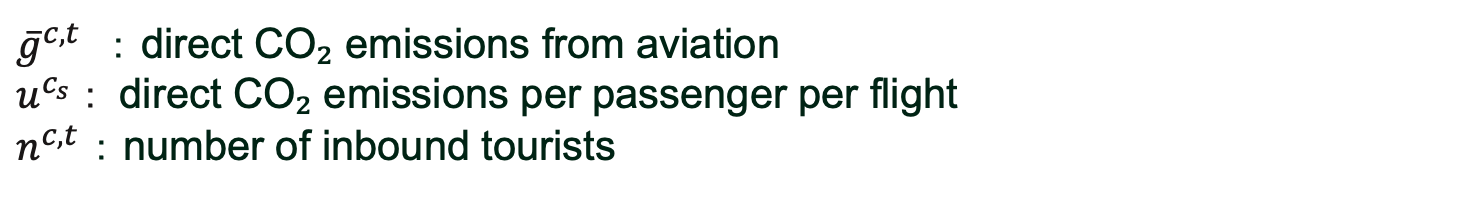 ḡ^{c,t} : direct CO₂ emissions from aviation
u^{c_s} : direct CO₂ emissions per passenger per flight
n^{c,t} : number of inbound tourists